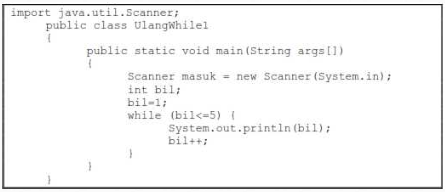 import java.util.Scanner;
public class UlangWhile1
{
public static void main(String args[])
{
Scanner masuk = new Scanner(System.in);
int bil;
bil=1;
while (bil<=5) {
System.out.println(bil);
bil++;
}
}
}